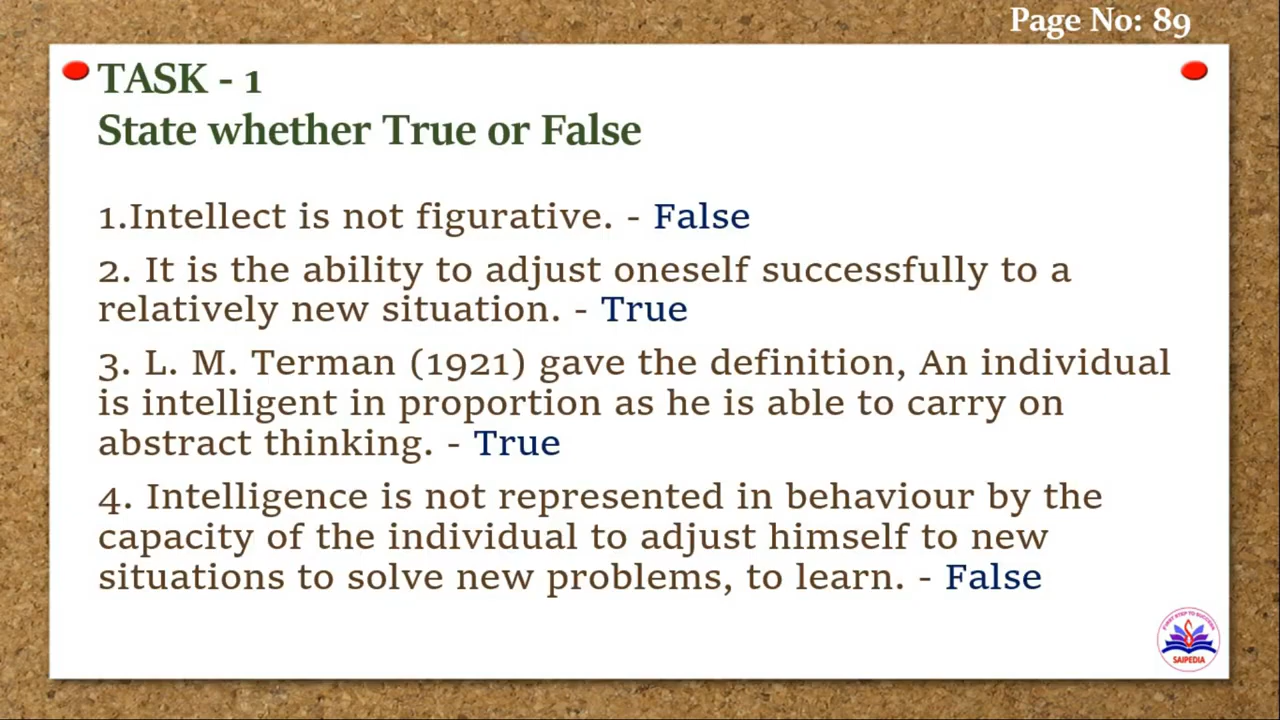 Page No: 89
TASK - 1
State whether True or False
1.Intellect is not figurative. - False
2. It is the ability to adjust oneself successfully to a
relatively new situation. - True
3. L. M. Terman (1921) gave the definition, An individual
is intelligent in proportion as he is able to carry on
abstract thinking. - True
4. Intelligence is not represented in behaviour by the
capacity of the individual to adjust himself to new
situations to solve new problems, to learn. - False
FIRST STEP TO SUCCESS
SAIPEDIA